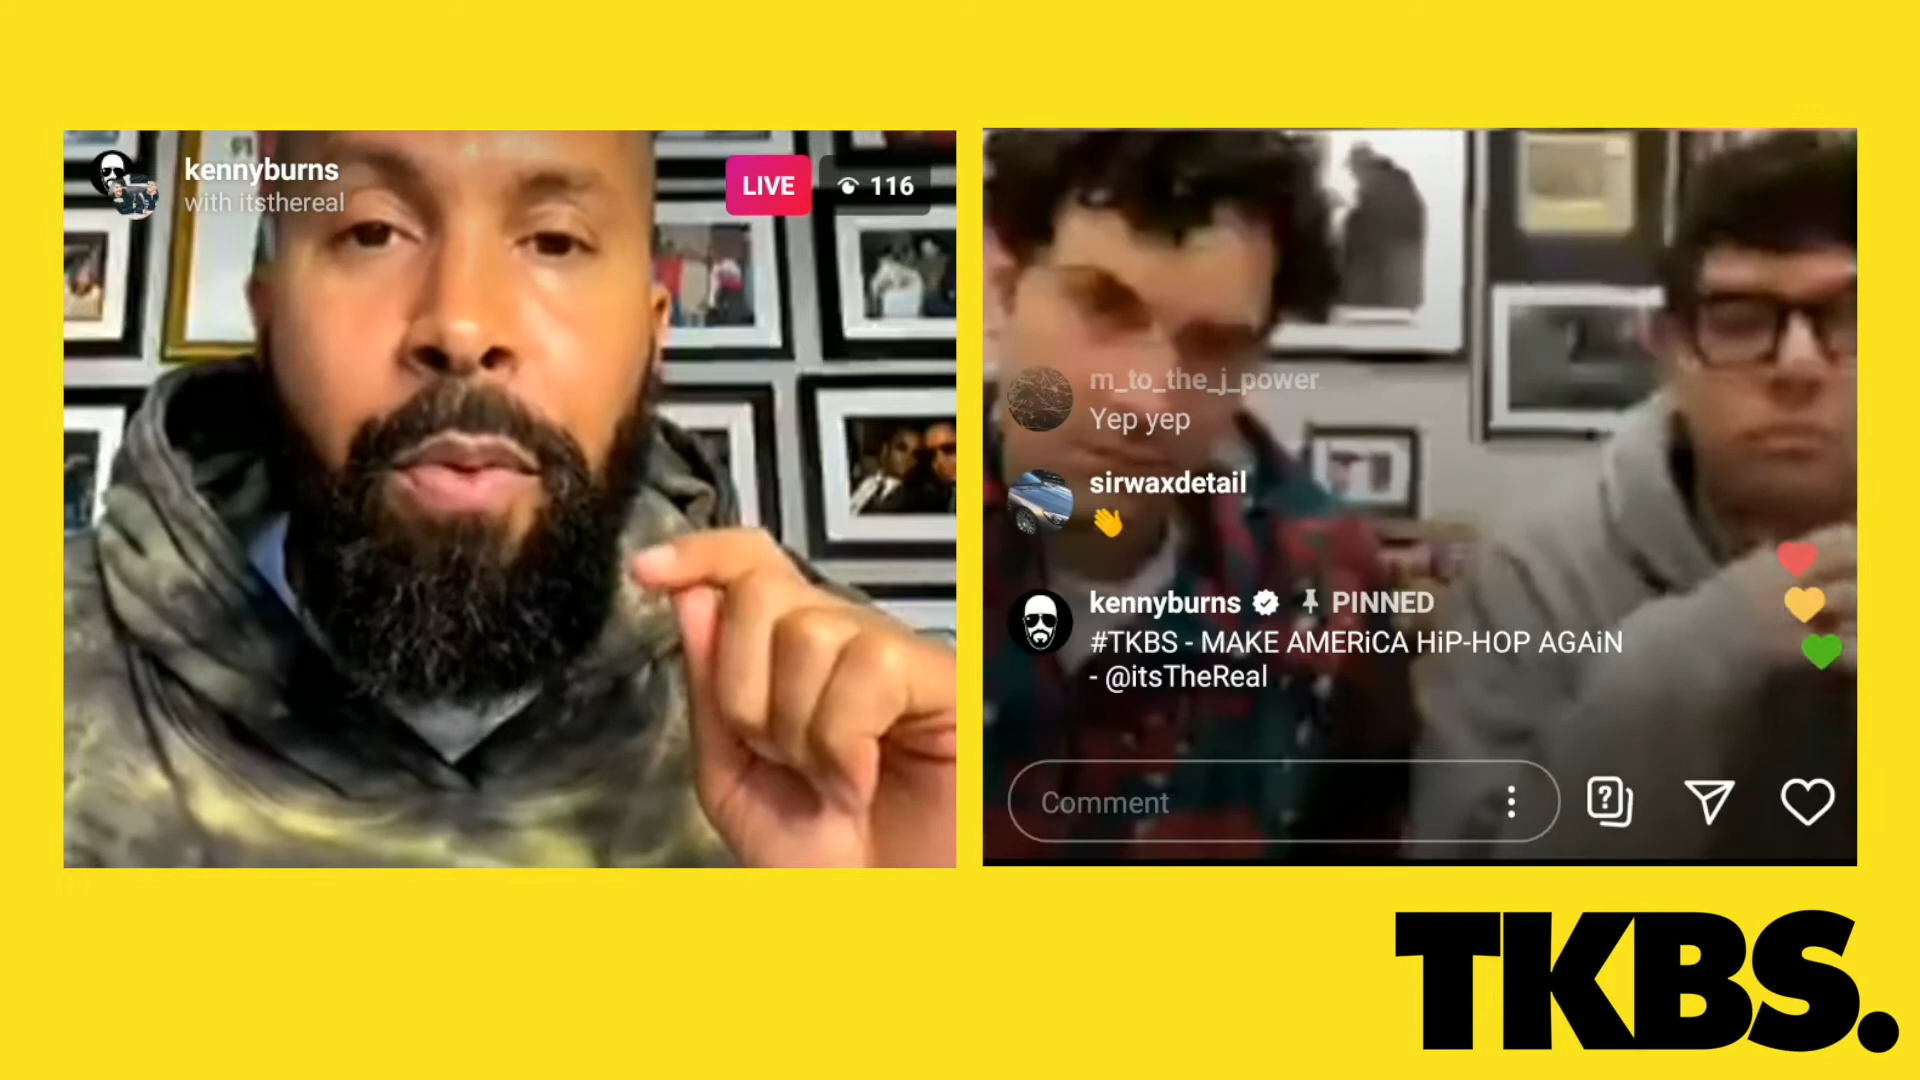 kennyburns
with itsthereal
LIVE
116
m_to_the_j_power
Yep yep
sirwaxdetail
kennyburns PINNED
#TKBS - MAKE AMERiCA HiP-HOP AGAiN
- @itsTheReal
Comment
TKBS.